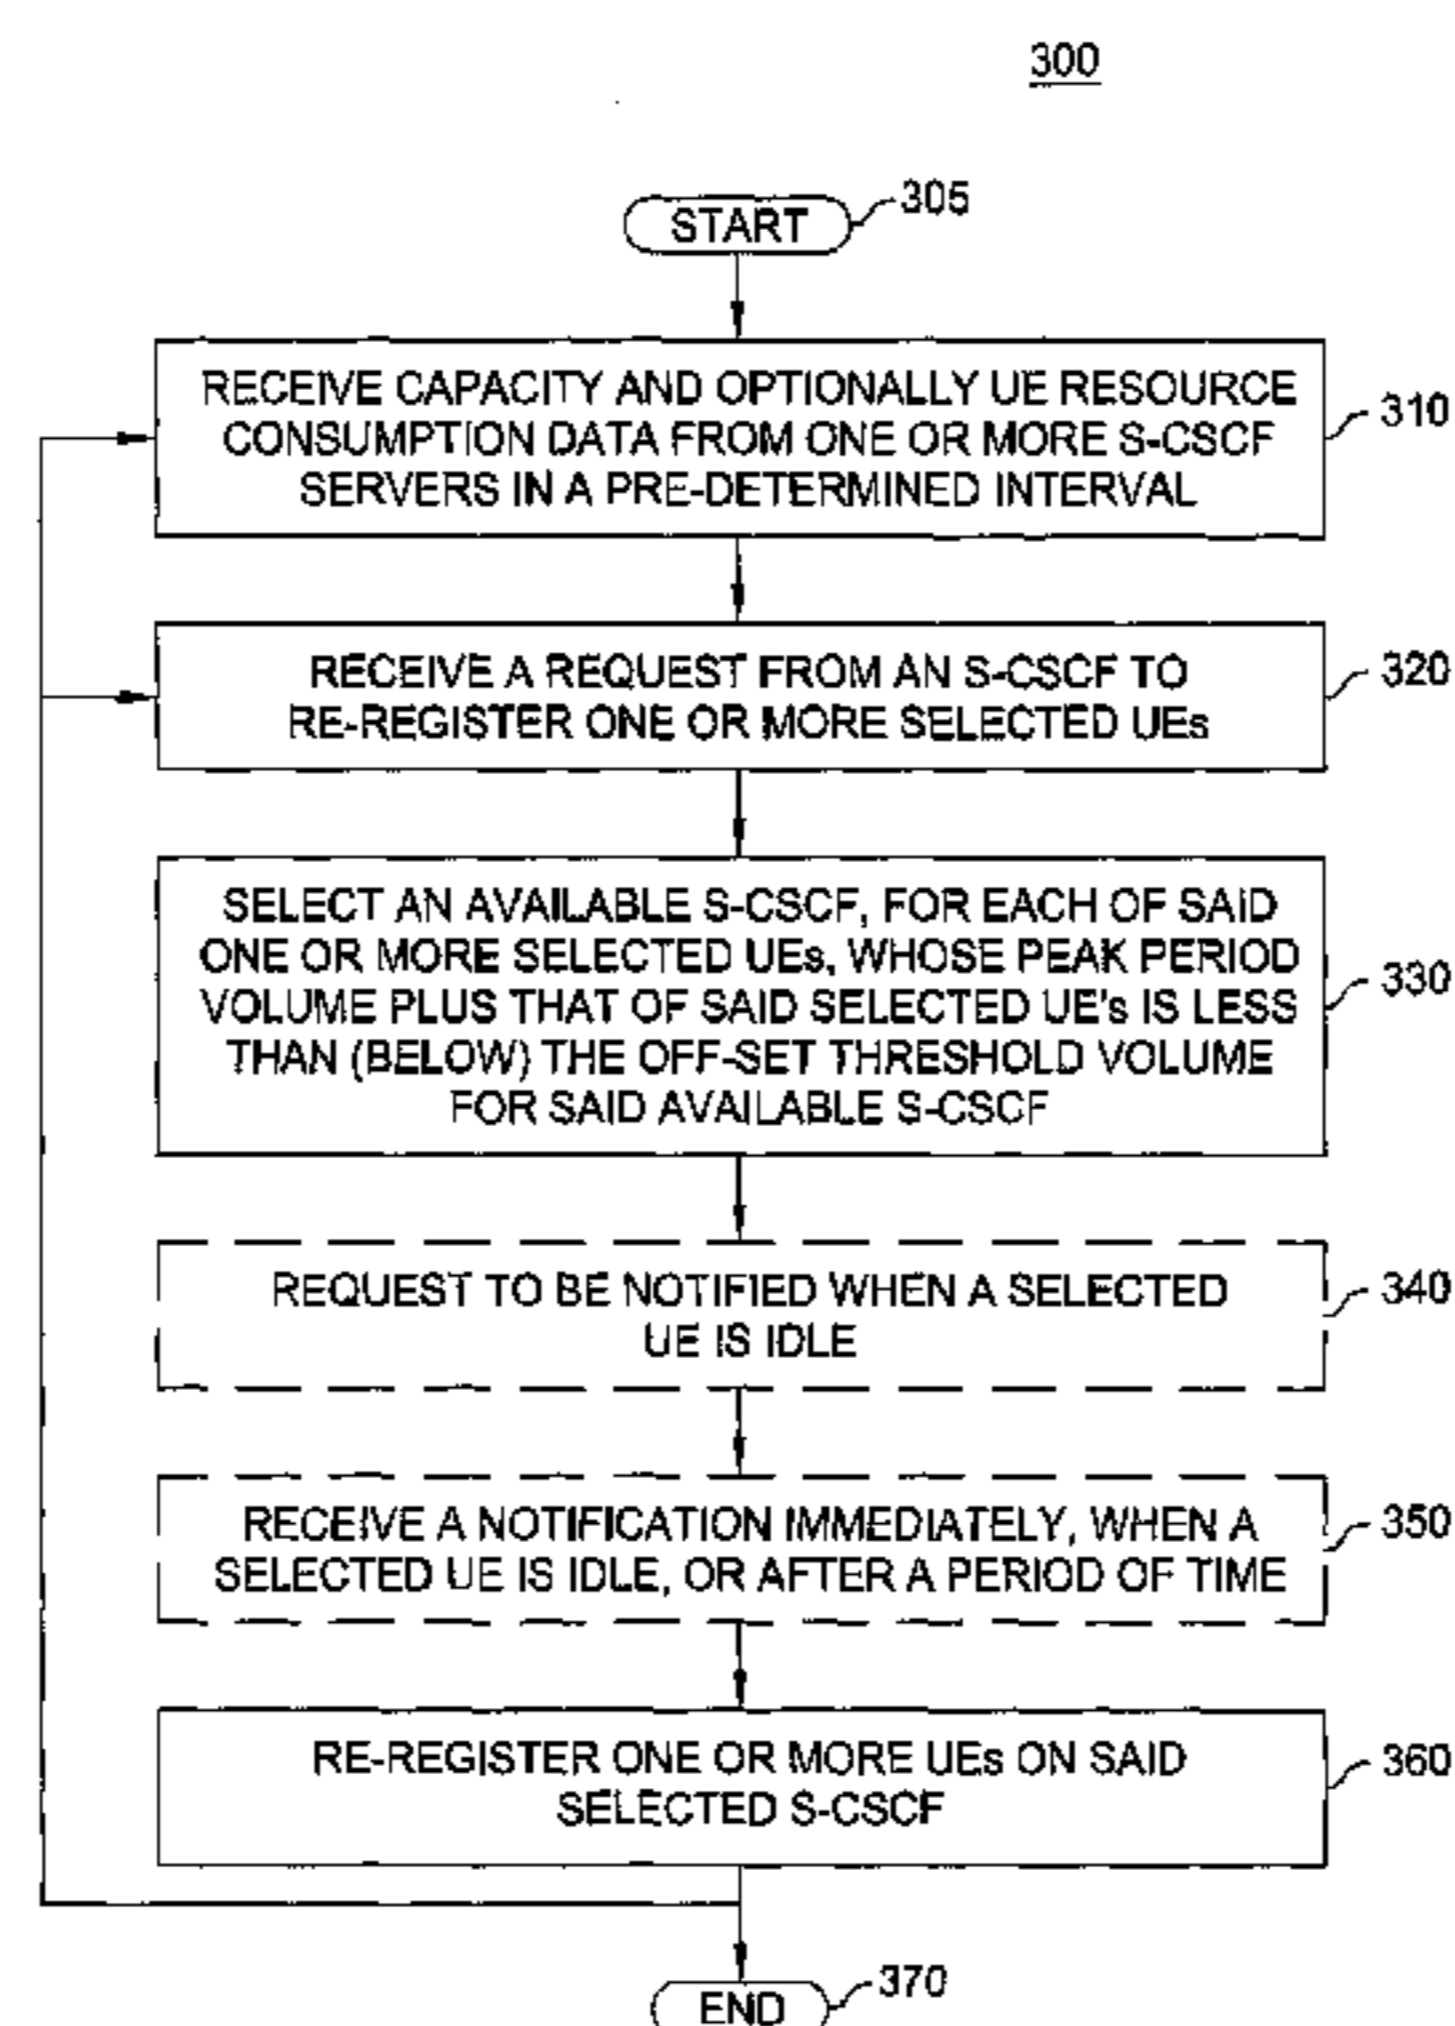 300
START
305
RECEIVE CAPACITY AND OPTIONALLY UE RESOURCE
CONSUMPTION DATA FROM ONE OR MORE S-CSCF
SERVERS IN A PRE-DETERMINED INTERVAL
310
RECEIVE A REQUEST FROM AN S-CSCF TO
RE-REGISTER ONE OR MORE SELECTED UEs
320
SELECT AN AVAILABLE S-CSCF, FOR EACH OF SAID
ONE OR MORE SELECTED UEs, WHOSE PEAK PERIOD
VOLUME PLUS THAT OF SAID SELECTED UE's IS LESS
THAN (BELOW) THE OFF-SET THRESHOLD VOLUME
FOR SAID AVAILABLE S-CSCF
330
REQUEST TO BE NOTIFIED WHEN A SELECTED
UE IS IDLE
340
RECEIVE A NOTIFICATION IMMEDIATELY, WHEN A
SELECTED UE IS IDLE, OR AFTER A PERIOD OF TIME
350
RE-REGISTER ONE OR MORE UEs ON SAID
SELECTED S-CSCF
360
END
370